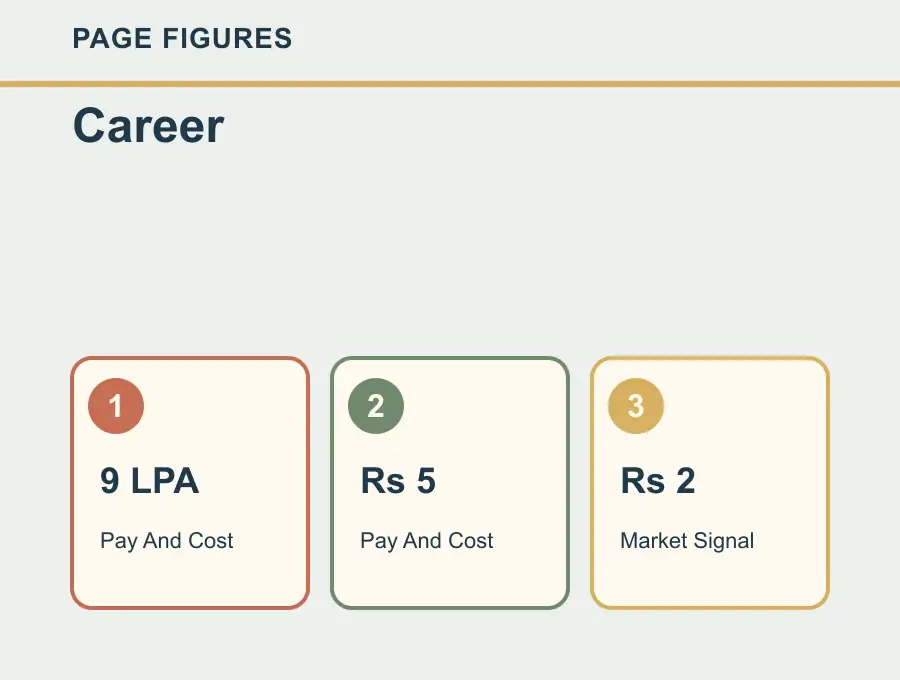 PAGE FIGURES
Career
1
2
3
9 LPA
Rs 5
Rs 2
Pay And Cost
Pay And Cost
Market Signal